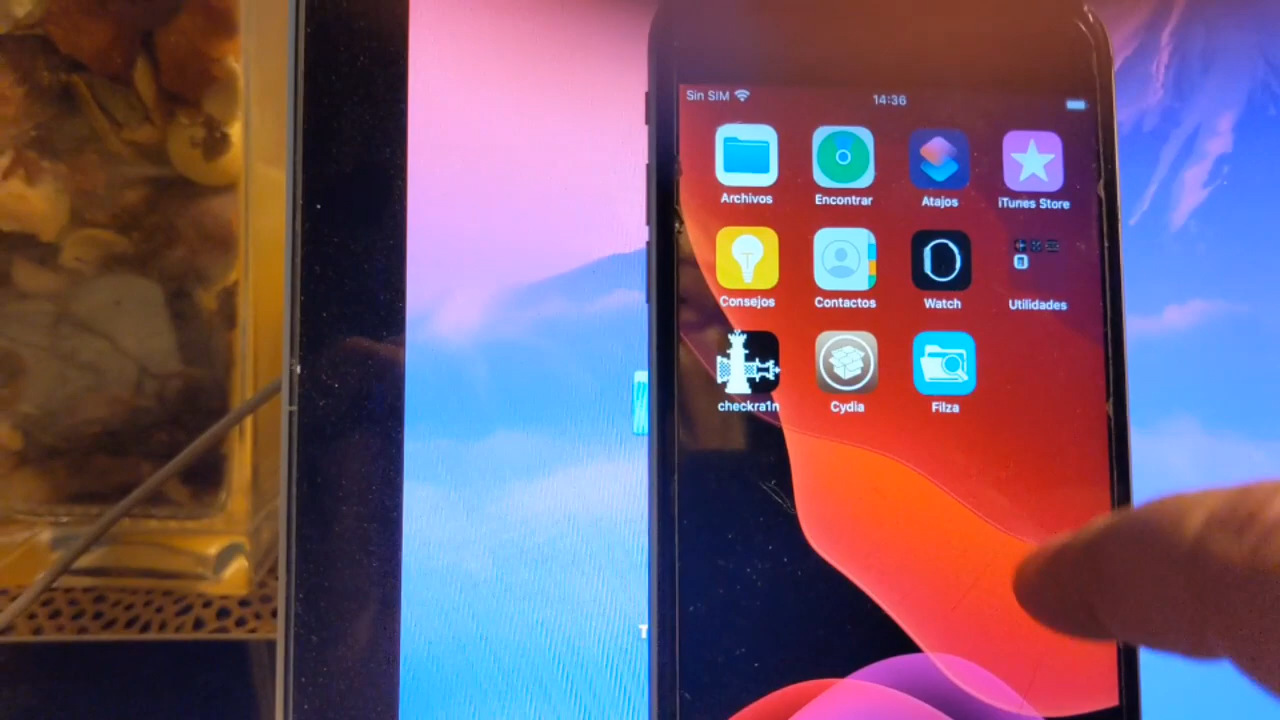 Sin SIM 14:36
Archivos Encontrar Atajos iTunes Store
Consejos Contactos Watch Utilidades
checkra1n Cydia Filza
T